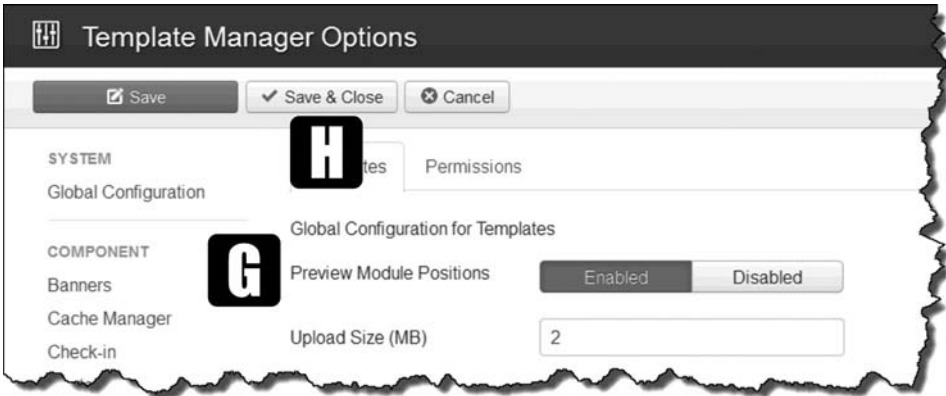 Template Manager Options
Save Save & Close Cancel
SYSTEM
Global Configuration
COMPONENT
Banners
Cache Manager
Check-in
H
tes Permissions
Global Configuration for Templates
G
Preview Module Positions Enabled Disabled
Upload Size (MB) 2